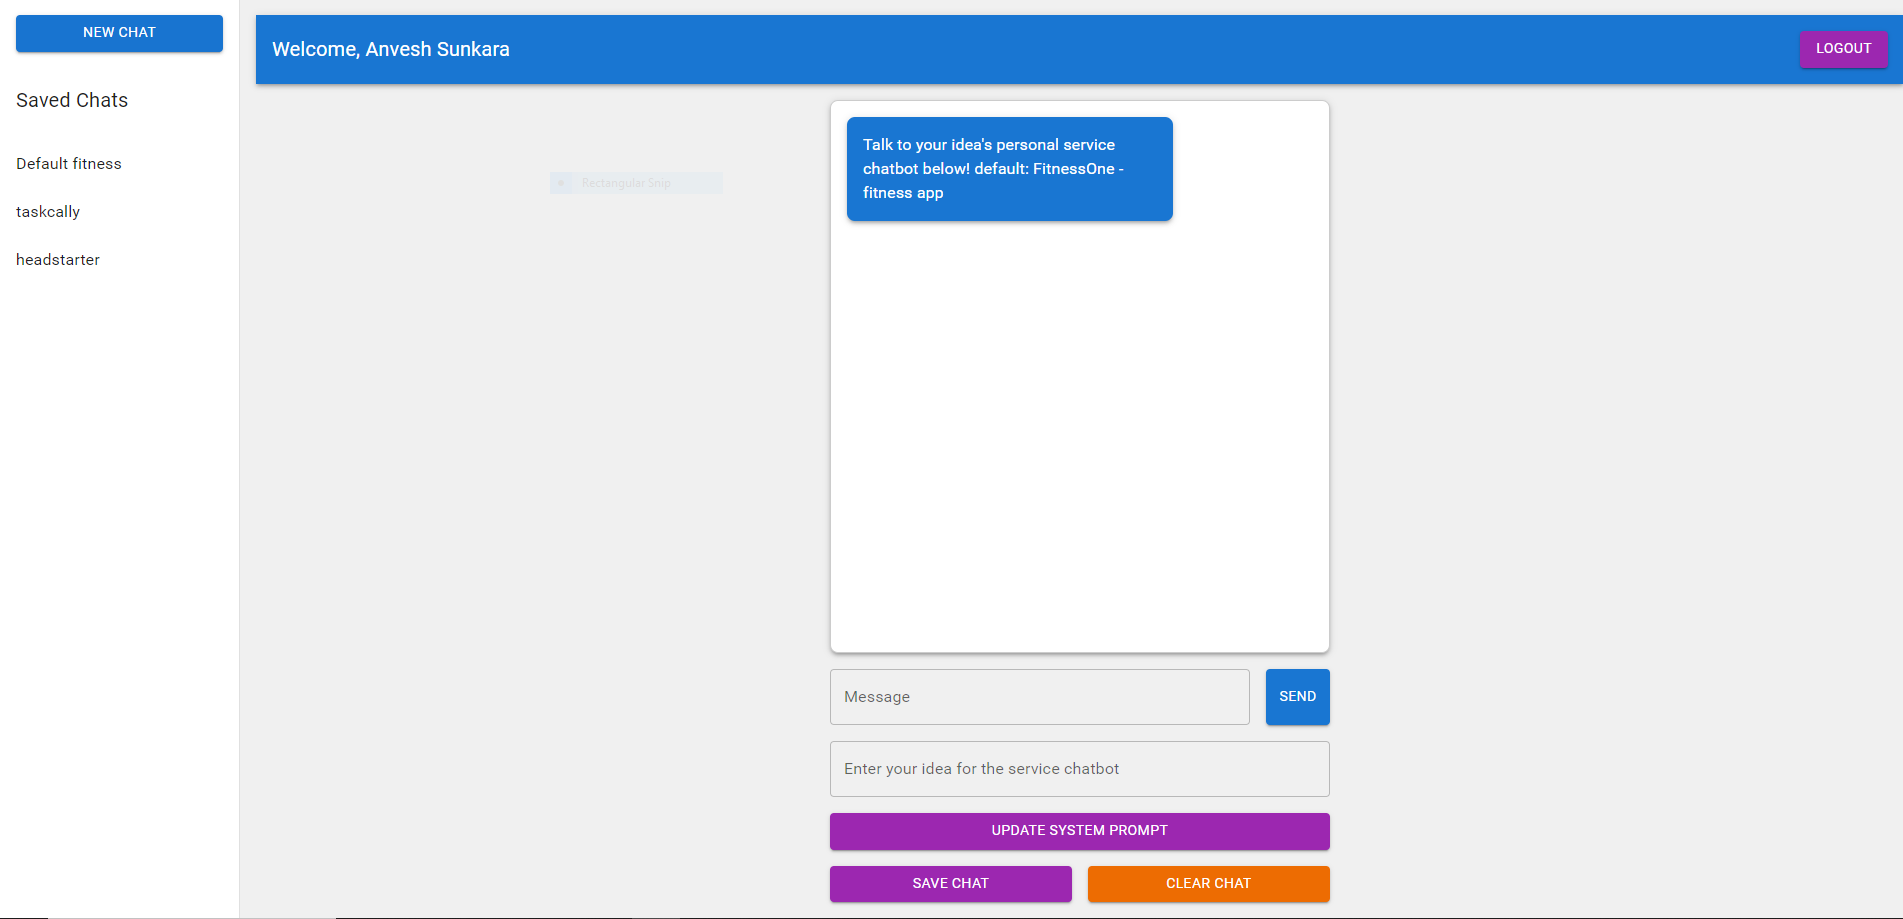 NEW CHAT
Saved Chats
Default fitness
taskcally
headstarter
Welcome, Anvesh Sunkara
LOGOUT
Rectangular Snip
Talk to your idea's personal service
chatbot below! default: FitnessOne -
fitness app
Message
SEND
Enter your idea for the service chatbot
UPDATE SYSTEM PROMPT
SAVE CHAT
CLEAR CHAT